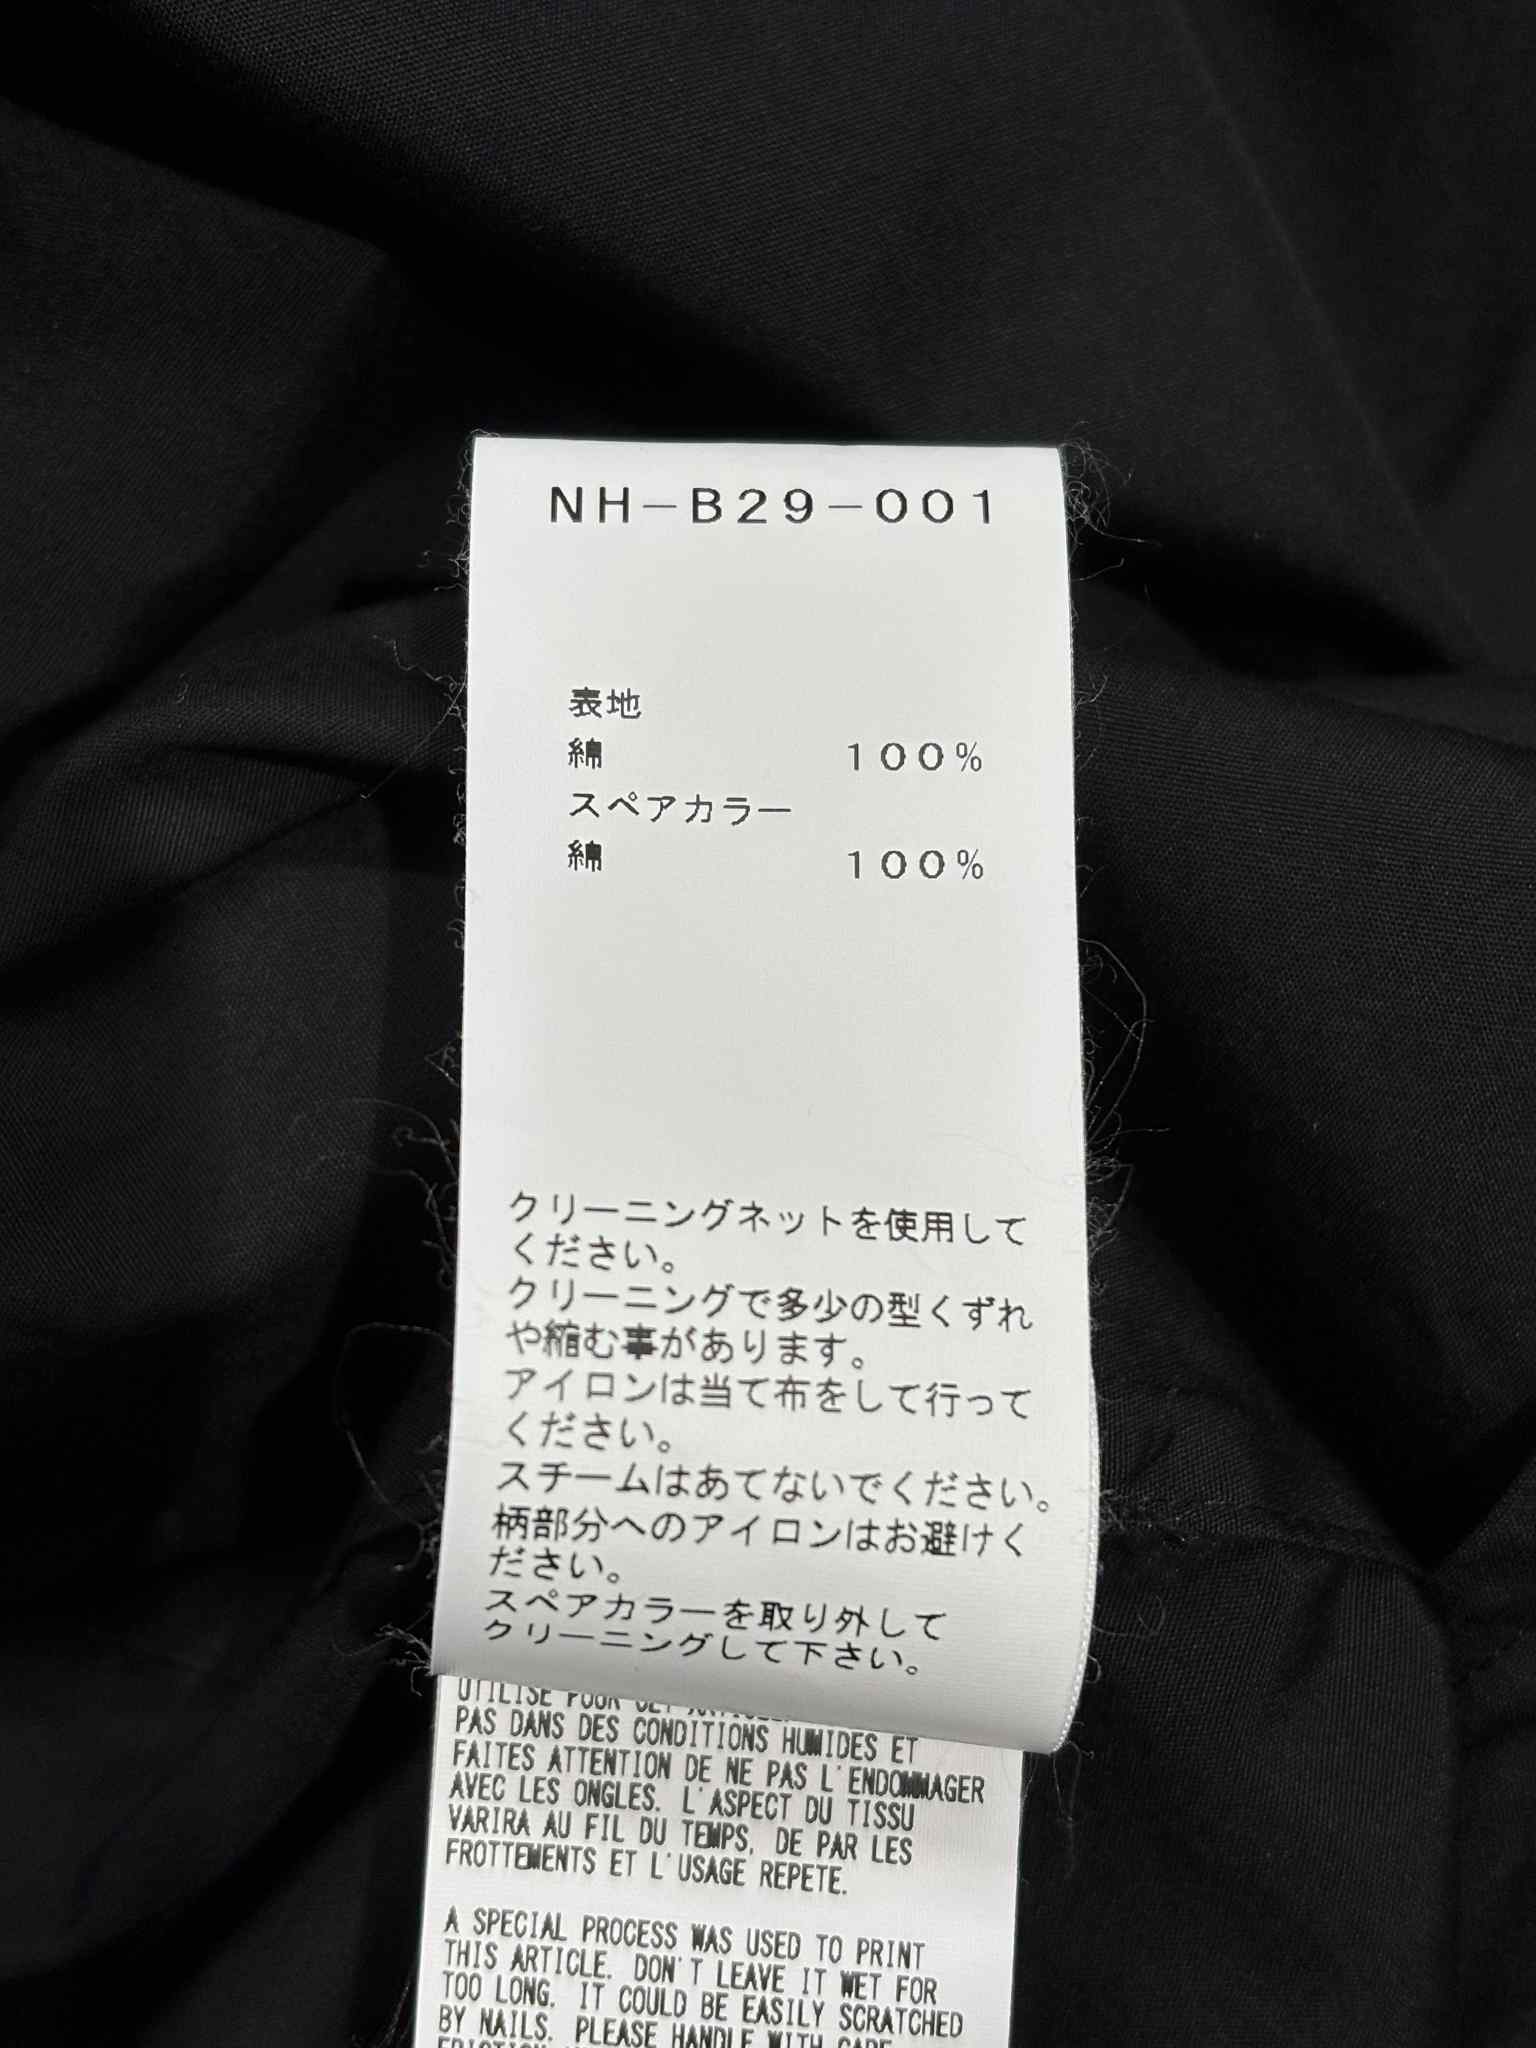 NH-B29-001
表地
綿 100%
スペアカラー
綿 100%
クリーニングネットを使用して
ください。
クリーニングで多少の型くずれ
や縮む事があります。
アイロンは当て布をして行って
ください。
スチームはあてないでください。
柄部分へのアイロンはお避けく
ださい。
スペアカラーを取り外して
クリーニングして下さい。
UTILISE POUR CET
PAS DANS DES CONDITIONS HUMIDES ET
FAITES ATTENTION DE NE PAS L'ENDOMMAGER
AVEC LES ONGLES. L'ASPECT DU TISSU
VARIRA AU FIL DU TEMPS, DE PAR LES
FROTTEMENTS ET L'USAGE REPETE.
A SPECIAL PROCESS WAS USED TO PRINT
THIS ARTICLE. DON'T LEAVE IT WET FOR
TOO LONG. IT COULD BE EASILY SCRATCHED
BY NAILS. PLEASE HANDLE WITH CARE.
FRICTION